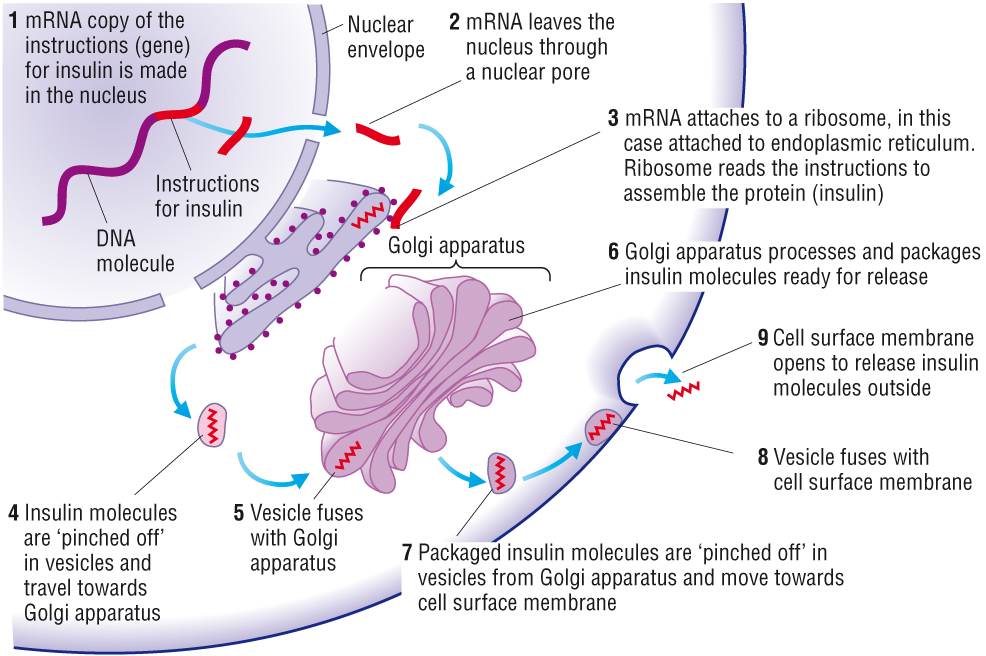 1 mRNA copy of the
instructions (gene)
for insulin is made
in the nucleus
Nuclear
envelope
2 mRNA leaves the
nucleus through
a nuclear pore
3 mRNA attaches to a ribosome, in this
case attached to endoplasmic reticulum.
Ribosome reads the instructions to
assemble the protein (insulin)
Instructions
for insulin
DNA
molecule
Golgi apparatus
6 Golgi apparatus processes and packages
insulin molecules ready for release
9 Cell surface membrane
opens to release insulin
molecules outside
8 Vesicle fuses with
cell surface membrane
4 Insulin molecules
are ‘pinched off’
in vesicles and
travel towards
Golgi apparatus
5 Vesicle fuses
with Golgi
apparatus
7 Packaged insulin molecules are ‘pinched off’ in
vesicles from Golgi apparatus and move towards
cell surface membrane